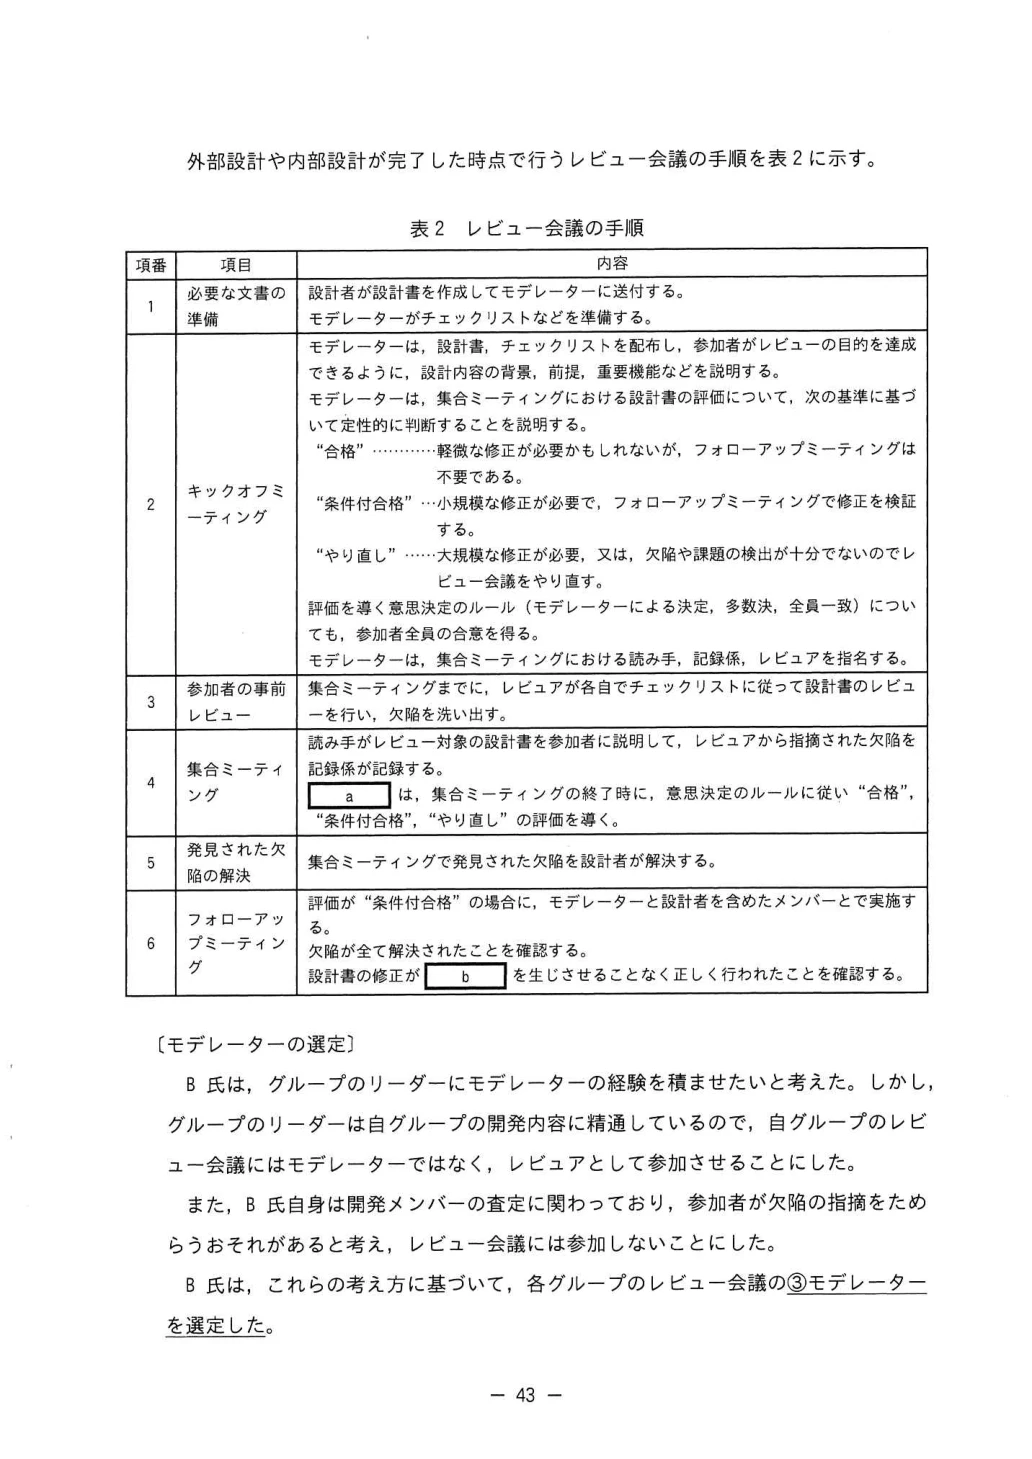 外部設計や内部設計が完了した時点で行うレビュー会議の手順を表2に示す。
表2　レビュー会議の手順
項番　項目　内容
1　必要な文書の準備
設計者が設計書を作成してモデレーターに送付する。
モデレーターがチェックリストなどを準備する。
2　キックオフミーティング
モデレーターは，設計書，チェックリストを配布し，参加者がレビューの目的を達成
できるように，設計内容の背景，前提，重要機能などを説明する。
モデレーターは，集合ミーティングにおける設計書の評価について，次の基準に基づ
いて定性的に判断することを説明する。
“合格”…………軽微な修正が必要かもしれないが，フォローアップミーティングは
不要である。
“条件付合格”…小規模な修正が必要で，フォローアップミーティングで修正を検証
する。
“やり直し”……大規模な修正が必要，又は，欠陥や課題の検出が十分でないのでレ
ビュー会議をやり直す。
評価を導く意思決定のルール（モデレーターによる決定，多数決，全員一致）につい
ても，参加者全員の合意を得る。
モデレーターは，集合ミーティングにおける読み手，記録係，レビュアを指名する。
3　参加者の事前レビュー
集合ミーティングまでに，レビュアが各自でチェックリストに従って設計書のレビュ
ーを行い，欠陥を洗い出す。
4　集合ミーティング
読み手がレビュー対象の設計書を参加者に説明して，レビュアから指摘された欠陥を
記録係が記録する。
a　は，集合ミーティングの終了時に，意思決定のルールに従い“合格”，
“条件付合格”，“やり直し”の評価を導く。
5　発見された欠陥の解決
集合ミーティングで発見された欠陥を設計者が解決する。
6　フォローアップミーティング
評価が“条件付合格”の場合に，モデレーターと設計者を含めたメンバーとで実施す
る。
欠陥が全て解決されたことを確認する。
設計書の修正が　b　を生じさせることなく正しく行われたことを確認する。
〔モデレーターの選定〕
B 氏は，グループのリーダーにモデレーターの経験を積ませたいと考えた。しかし，
グループのリーダーは自グループの開発内容に精通しているので，自グループのレビ
ュー会議にはモデレーターではなく，レビュアとして参加させることにした。
また，B 氏自身は開発メンバーの査定に関わっており，参加者が欠陥の指摘をため
らうおそれがあると考え，レビュー会議には参加しないことにした。
B 氏は，これらの考え方に基づいて，各グループのレビュー会議の③モデレーター
を選定した。
― 43 ―